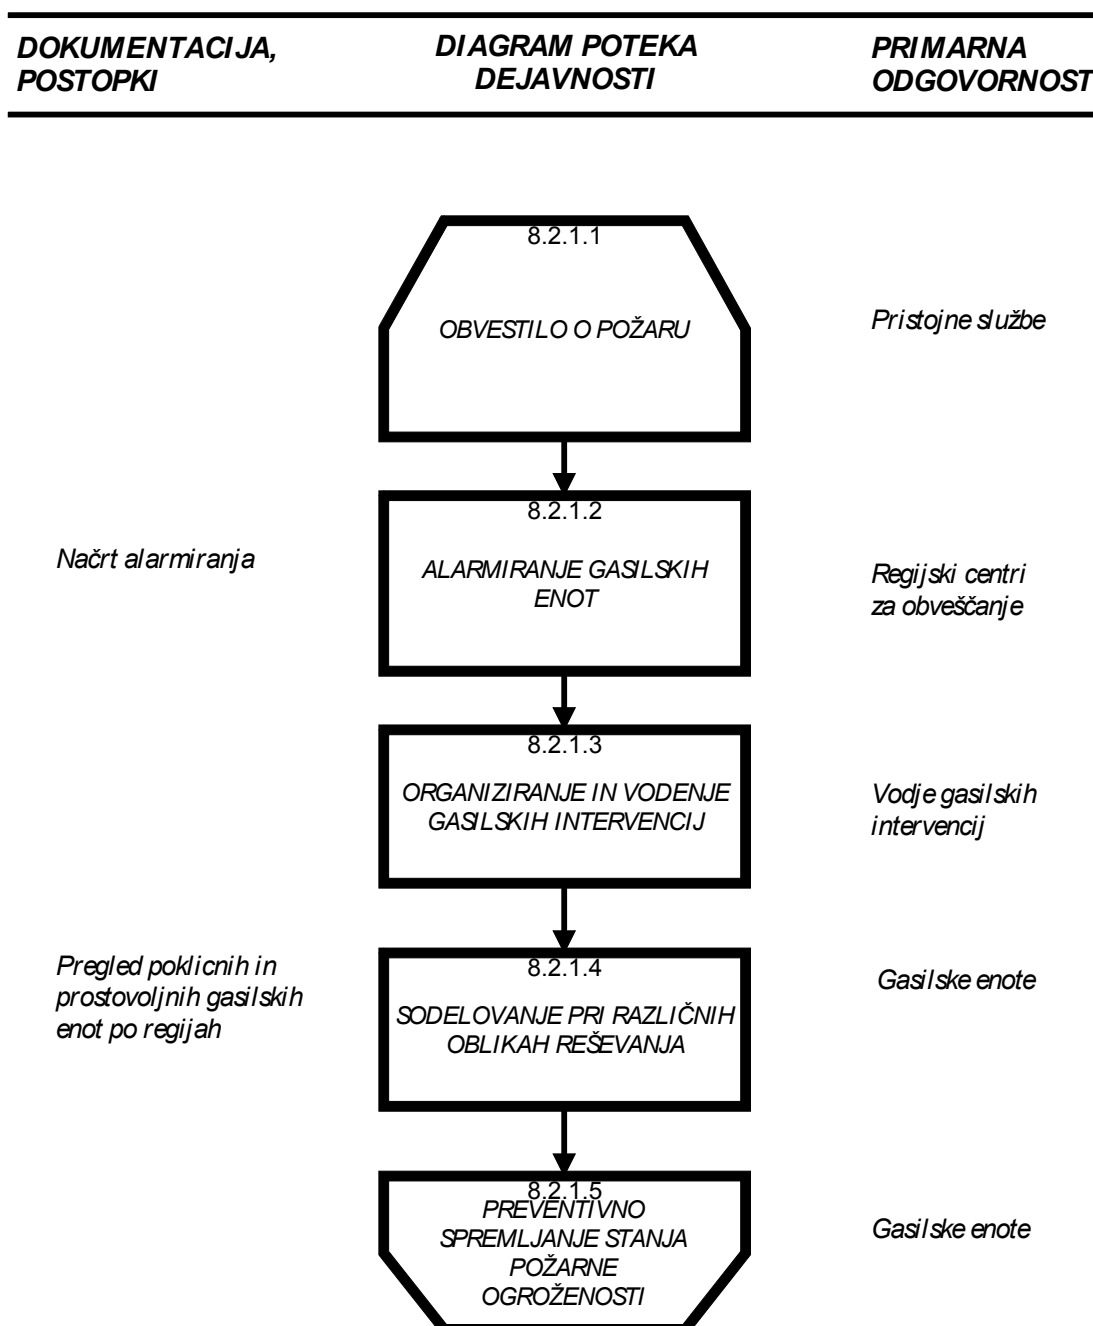 DOKUMENTACIJA,
POSTOPKI
DIAGRAM POTEKA
DEJAVNOSTI
PRIMARNA
ODGOVORNOST
8.2.1.1
OBVESTILO O POŽARU
Pristojne službe
Načrt alarmiranja
8.2.1.2
ALARMIRANJE GASILSKIH
ENOT
Regijski centri
za obveščanje
8.2.1.3
ORGANIZIRANJE IN VODENJE
GASILSKIH INTERVENCIJ
Vodje gasilskih
intervencij
Pregled poklicnih in
prostovoljnih gasilskih
enot po regijah
8.2.1.4
SODELOVANJE PRI RAZLIČNIH
OBLIKAH REŠEVANJA
Gasilske enote
8.2.1.5
PREVENTIVNO
SPREMLJANJE STANJA
POŽARNE
OGROŽENOSTI
Gasilske enote